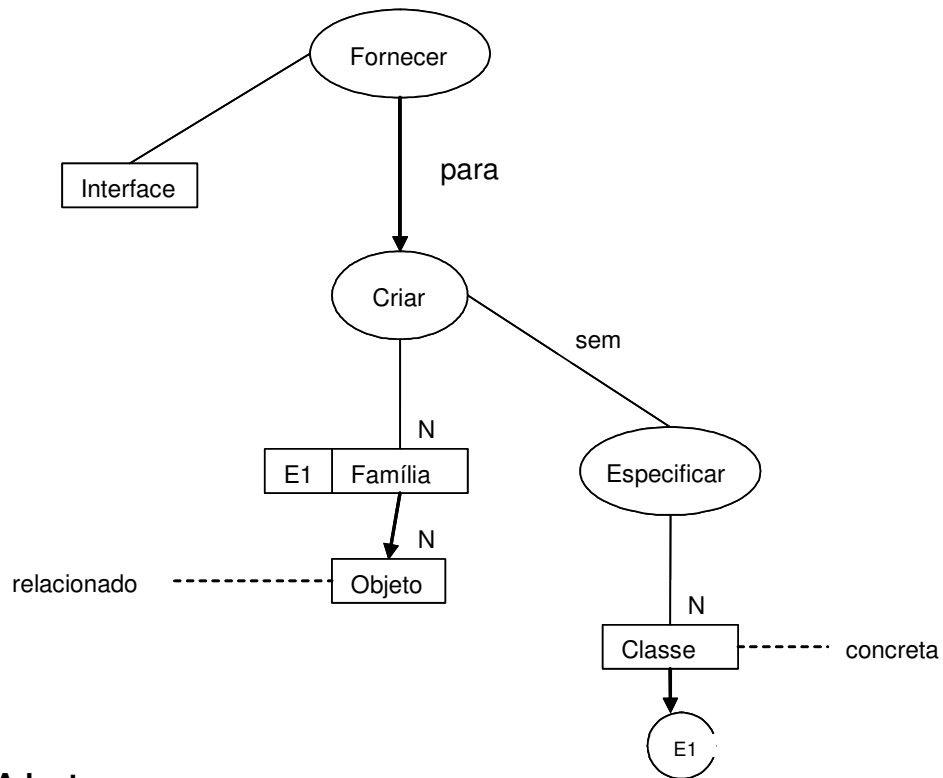 Fornecer
Interface
para
Criar
sem
N
E1 Família
Especificar
N
relacionado
Objeto
N
Classe
concreta
E1